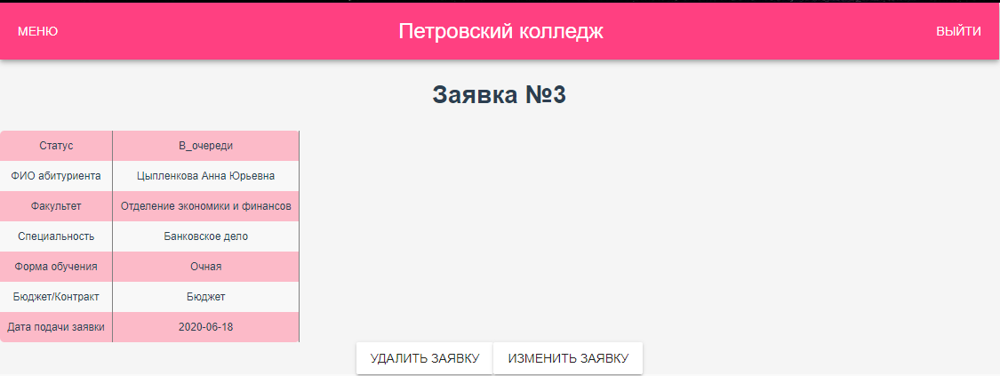 МЕНЮ Петровский колледж ВЫЙТИ
Заявка №3
Статус В_очереди
ФИО абитуриента Цыпленкова Анна Юрьевна
Факультет Отделение экономики и финансов
Специальность Банковское дело
Форма обучения Очная
Бюджет/Контракт Бюджет
Дата подачи заявки 2020-06-18
УДАЛИТЬ ЗАЯВКУ ИЗМЕНИТЬ ЗАЯВКУ